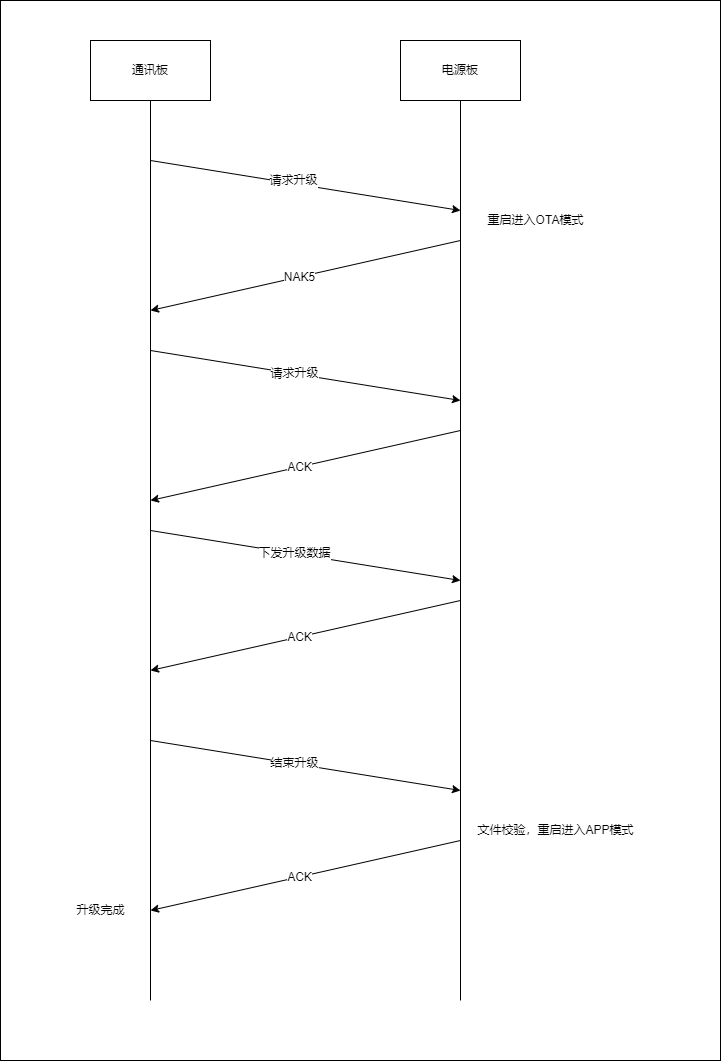 通讯板
电源板
请求升级
重启进入OTA模式
NAK5
请求升级
ACK
下发升级数据
ACK
结束升级
文件校验，重启进入APP模式
ACK
升级完成